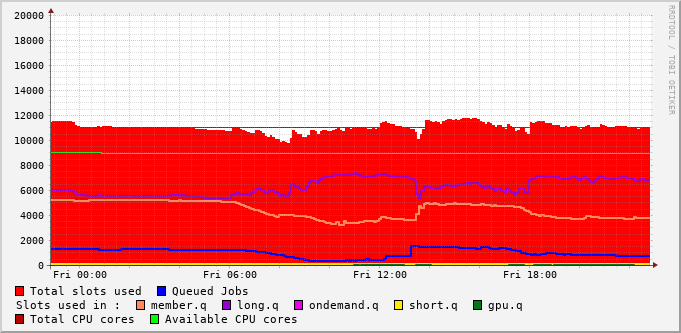 20000
18000
16000
14000
12000
10000
8000
6000
4000
2000
0
Fri 00:00 Fri 06:00 Fri 12:00 Fri 18:00
RRDTOOL / TOBI OETIKER
Total slots used Queued Jobs
Slots used in : member.q long.q ondemand.q short.q gpu.q
Total CPU cores Available CPU cores